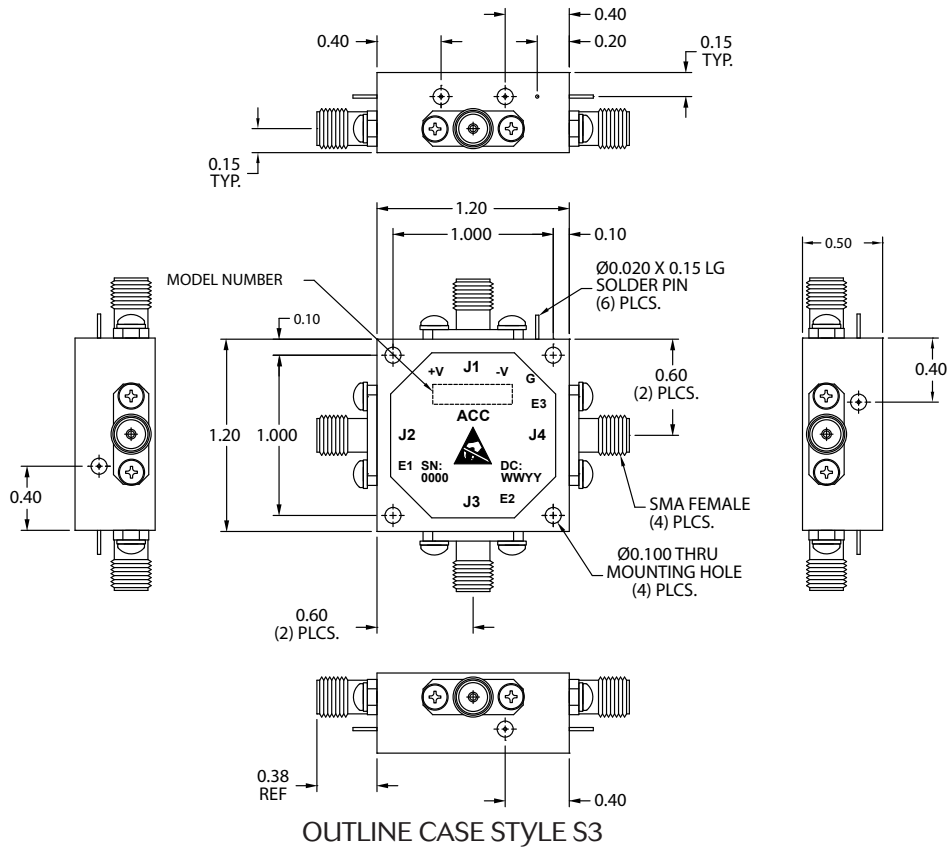 0.40
0.40
0.20
0.15
TYP.
0.15
TYP.
1.20
1.000
0.10
0.50
MODEL NUMBER
Ø0.020 X 0.15 LG
SOLDER PIN
(6) PLCS.
0.10
+V J1 -V
G
E3
ACC
J2
J4
E1 SN:
0000
DC:
WWYY
J3 E2
0.60
(2) PLCS.
0.40
1.20
1.000
0.40
SMA FEMALE
(4) PLCS.
Ø0.100 THRU
MOUNTING HOLE
(4) PLCS.
0.60
(2) PLCS.
0.38
REF
0.40
OUTLINE CASE STYLE S3